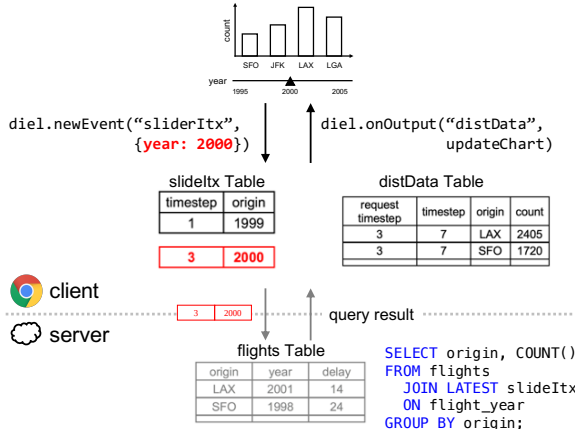 count
SFO JFK LAX LGA
year
1995 2000 2005
diel.newEvent(“sliderItx”,
{year: 2000})
diel.onOutput(“distData”,
updateChart)
slideItx Table
timestep origin
1 1999
3 2000
distData Table
request timestep timestep origin count
3 7 LAX 2405
3 7 SFO 1720
client
3 2000
query result
server
flights Table
origin year delay
LAX 2001 14
SFO 1998 24
SELECT origin, COUNT()
FROM flights
JOIN LATEST slideItx
ON flight_year
GROUP BY origin;